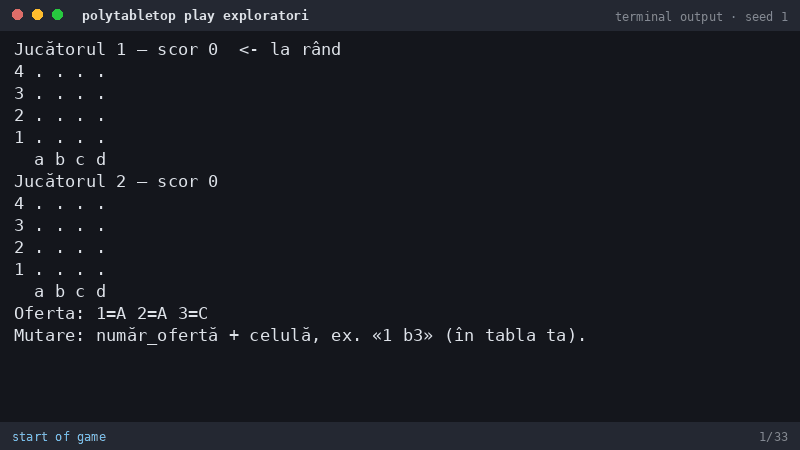 polytabletop play exploratori
terminal output · seed 1
Jucătorul 1 — scor 0  <- la rând
4 . . . .
3 . . . .
2 . . . .
1 . . . .
  a b c d
Jucătorul 2 — scor 0
4 . . . .
3 . . . .
2 . . . .
1 . . . .
  a b c d
Oferta: 1=A 2=A 3=C
Mutare: număr_ofertă + celulă, ex. «1 b3» (în tabla ta).
start of game
1/33